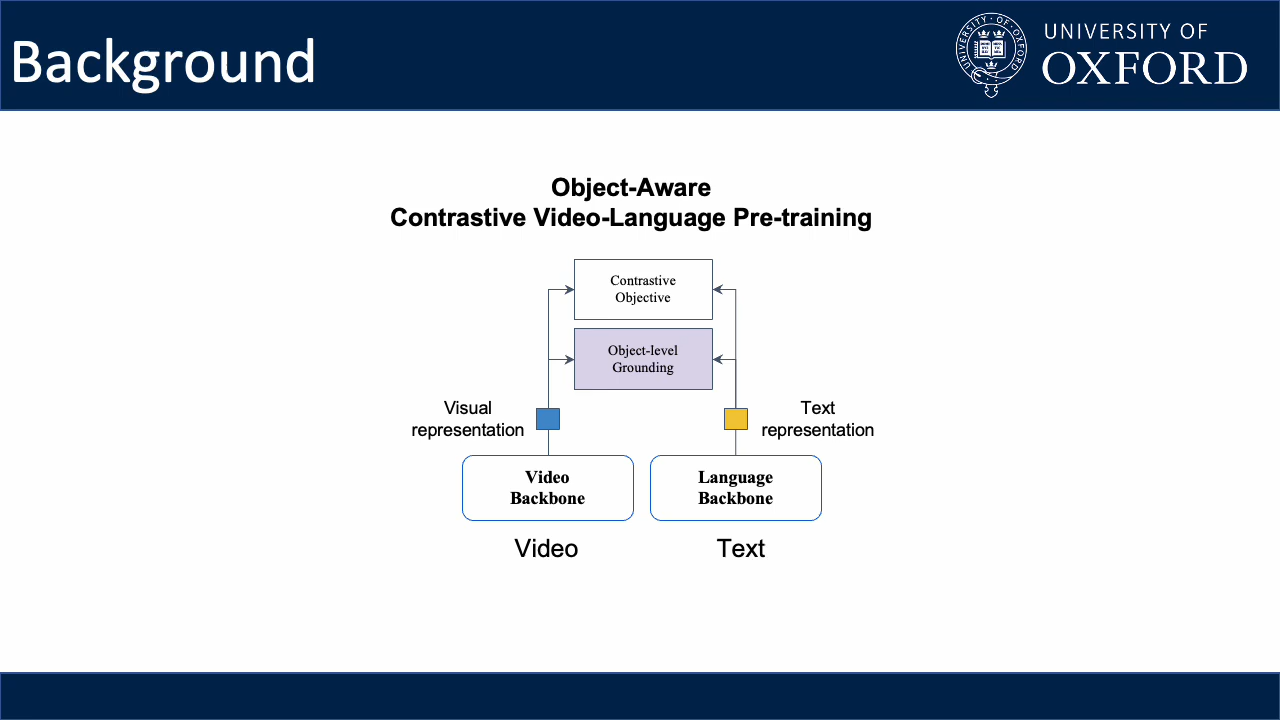 Background
UNIVERSITY OF
OXFORD
Object-Aware
Contrastive Video-Language Pre-training
Contrastive
Objective
Object-level
Grounding
Visual
representation
Text
representation
Video
Backbone
Language
Backbone
Video
Text